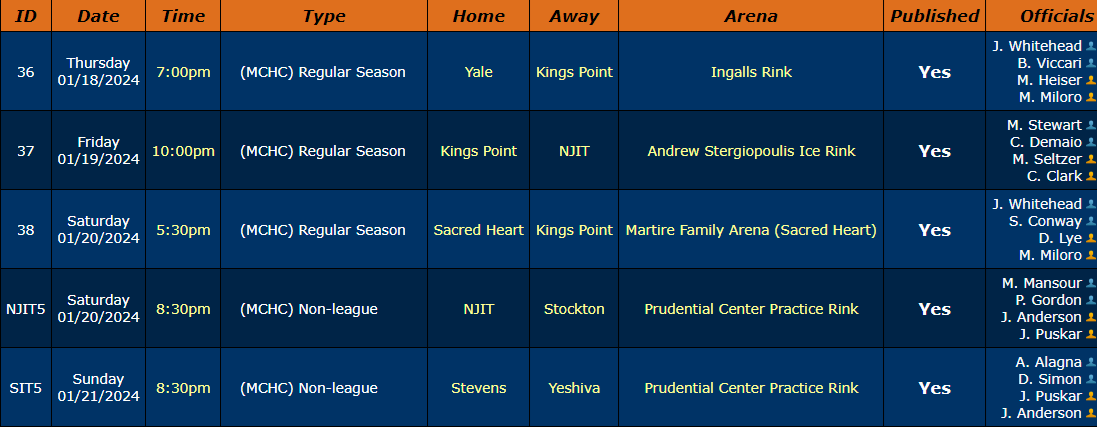 ID Date Time Type Home Away Arena Published Officials
36 Thursday 01/18/2024 7:00pm (MCHC) Regular Season Yale Kings Point Ingalls Rink Yes J. Whitehead
B. Viccari
M. Heiser
M. Miloro
37 Friday 01/19/2024 10:00pm (MCHC) Regular Season Kings Point NJIT Andrew Stergiopoulis Ice Rink Yes M. Stewart
C. Demaio
M. Seltzer
C. Clark
38 Saturday 01/20/2024 5:30pm (MCHC) Regular Season Sacred Heart Kings Point Martire Family Arena (Sacred Heart) Yes J. Whitehead
S. Conway
D. Lye
M. Miloro
NJIT5 Saturday 01/20/2024 8:30pm (MCHC) Non-league NJIT Stockton Prudential Center Practice Rink Yes M. Mansour
P. Gordon
J. Anderson
J. Puskar
SIT5 Sunday 01/21/2024 8:30pm (MCHC) Non-league Stevens Yeshiva Prudential Center Practice Rink Yes A. Alagna
D. Simon
J. Puskar
J. Anderson